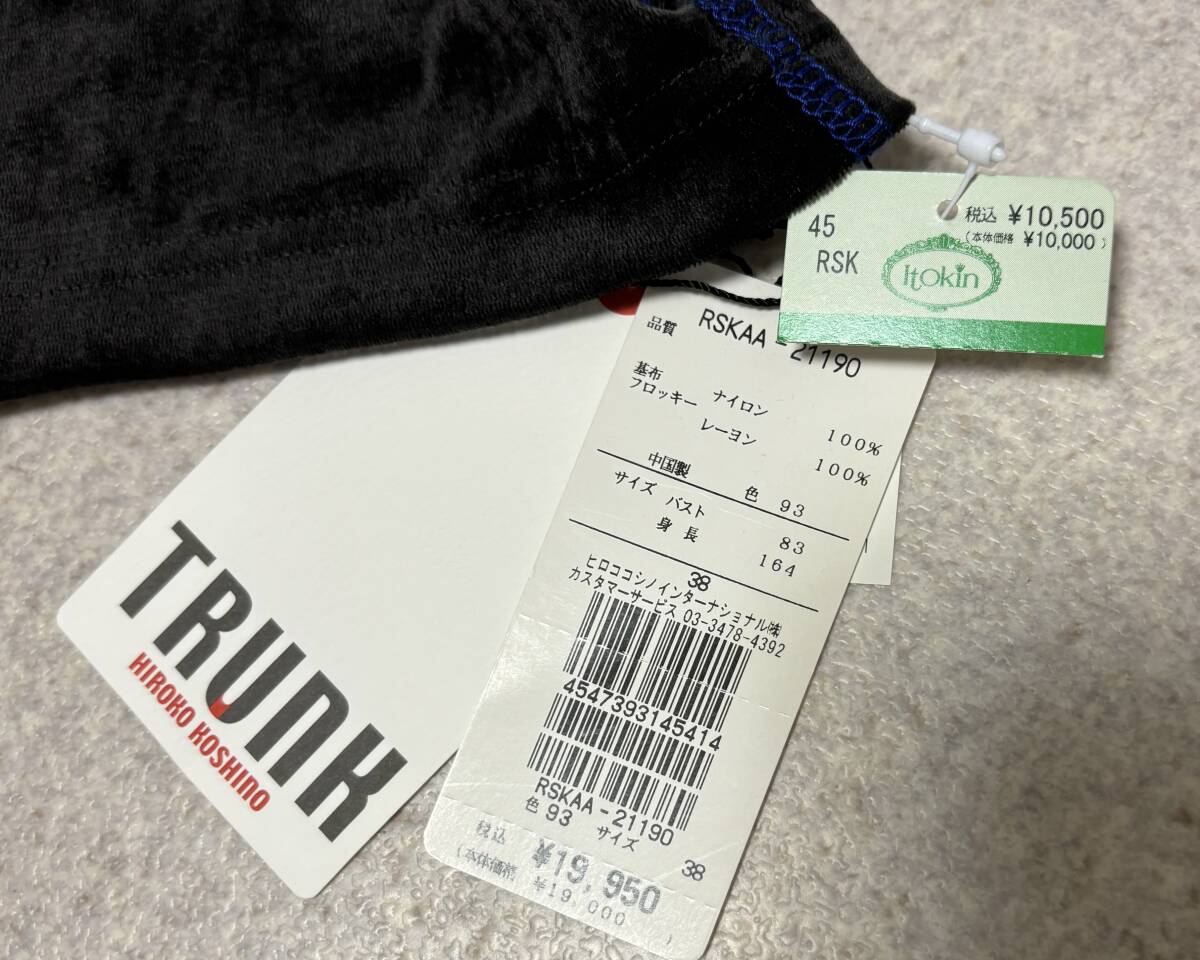 45
RSK
税込 ¥10,500
(本体価格 ¥10,000)
Itokin
品質 RSKAA-21190
基布 ナイロン 100%
フロッキー レーヨン 100%
中国製 色 93
サイズ バスト 83
身長 164
38
ヒロココシノインターナショナル㈱
カスタマーサービス 03-3478-4392
4547393145414
RSKAA-21190
色 93 サイズ 38
税込 ¥19,950
(本体価格 ¥19,000)
TRUNK
HIROKO KOSHINO